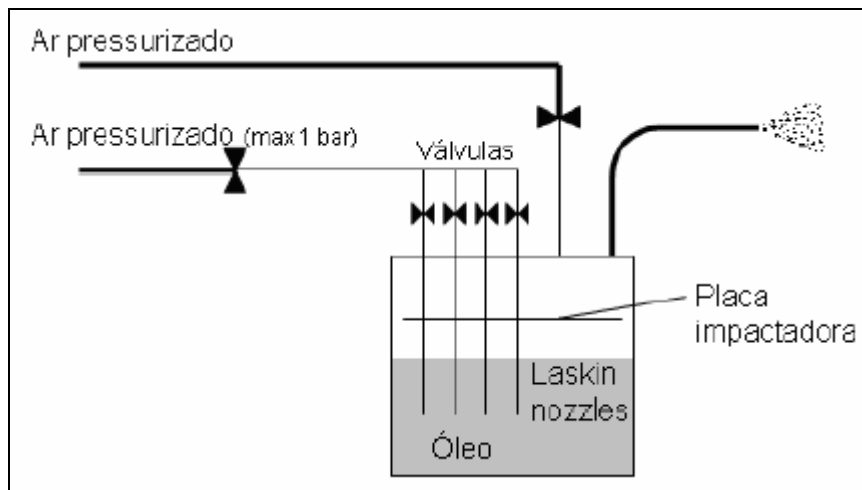 Ar pressurizado
Ar pressurizado (max 1 bar)
Válvulas
Placa
impactadora
Laskin
nozzles
Óleo